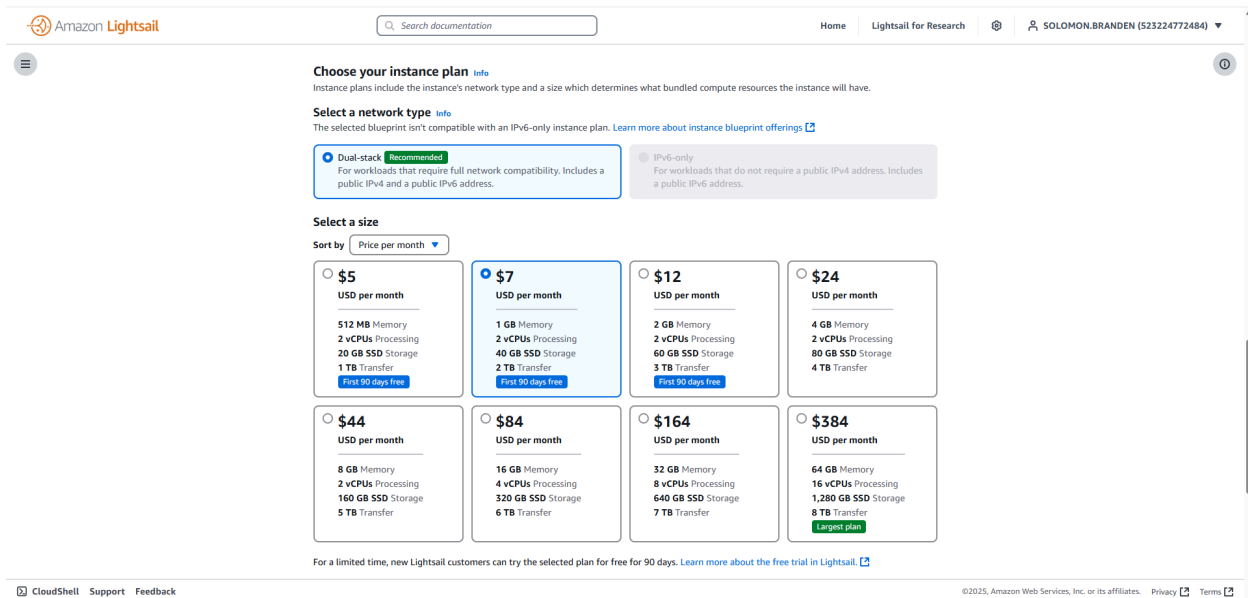 Amazon Lightsail
Search documentation
Home
Lightsail for Research
SOLOMON.BRANDEN (523224772484)
Choose your instance plan Info
Instance plans include the instance's network type and a size which determines what bundled compute resources the instance will have.
Select a network type Info
The selected blueprint isn't compatible with an IPv6-only instance plan. Learn more about instance blueprint offerings
Dual-stack Recommended
For workloads that require full network compatibility. Includes a
public IPv4 and a public IPv6 address.
IPv6-only
For workloads that do not require a public IPv4 address. Includes
a public IPv6 address.
Select a size
Sort by Price per month
$5
USD per month
512 MB Memory
2 vCPUs Processing
20 GB SSD Storage
1 TB Transfer
First 90 days free
$7
USD per month
1 GB Memory
2 vCPUs Processing
40 GB SSD Storage
2 TB Transfer
First 90 days free
$12
USD per month
2 GB Memory
2 vCPUs Processing
60 GB SSD Storage
3 TB Transfer
First 90 days free
$24
USD per month
4 GB Memory
2 vCPUs Processing
80 GB SSD Storage
4 TB Transfer
$44
USD per month
8 GB Memory
2 vCPUs Processing
160 GB SSD Storage
5 TB Transfer
$84
USD per month
16 GB Memory
4 vCPUs Processing
320 GB SSD Storage
6 TB Transfer
$164
USD per month
32 GB Memory
8 vCPUs Processing
640 GB SSD Storage
7 TB Transfer
$384
USD per month
64 GB Memory
16 vCPUs Processing
1,280 GB SSD Storage
8 TB Transfer
Largest plan
For a limited time, new Lightsail customers can try the selected plan for free for 90 days. Learn more about the free trial in Lightsail.
CloudShell Support Feedback
©2025, Amazon Web Services, Inc. or its affiliates. Privacy Terms